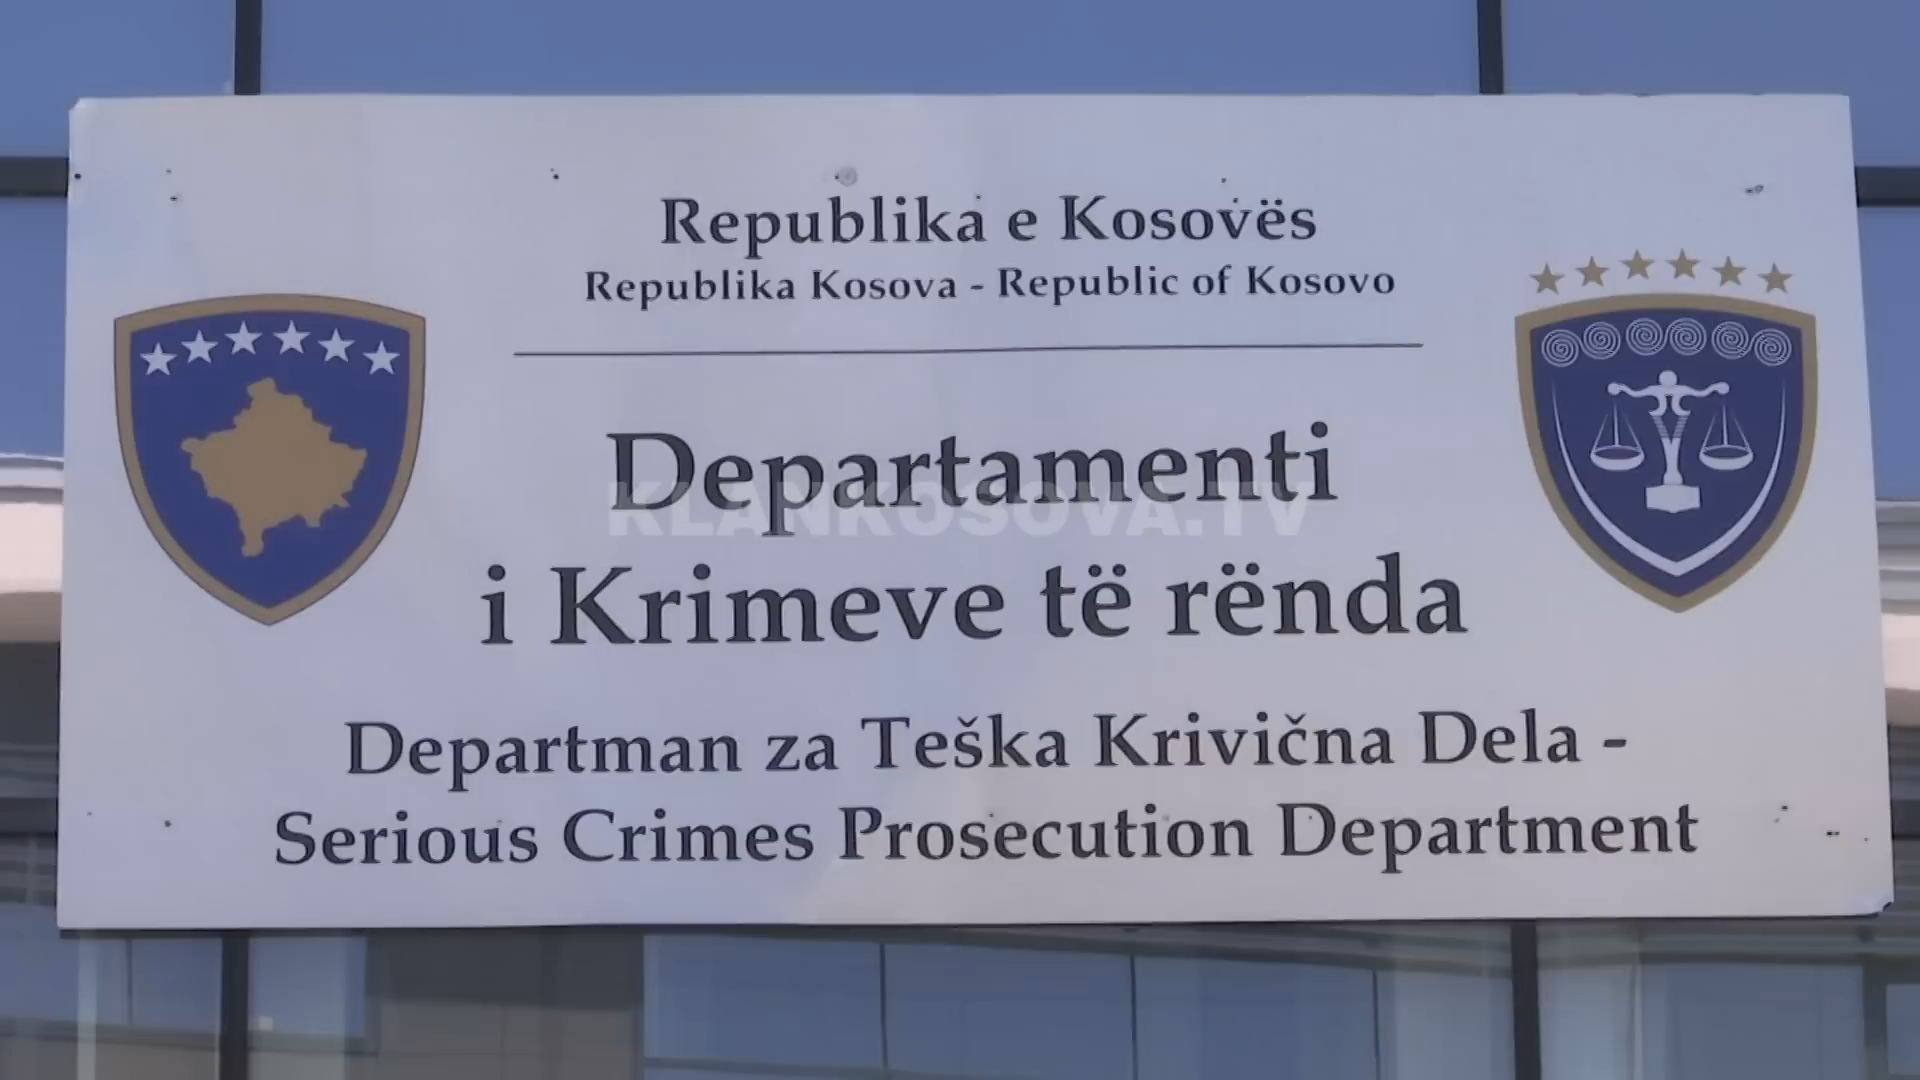 Republika e Kosovës
Republika Kosova - Republic of Kosovo
Departamenti
KLANKOSOVA.TV
i Krimeve të rënda
Departman za Teška Krivična Dela -
Serious Crimes Prosecution Department